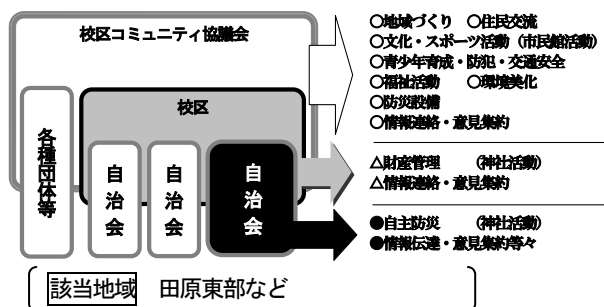 校区コミュニティ協議会
校区
各種団体等
自治会
自治会
自治会
○地域づくり ○住民交流
○文化・スポーツ活動（市民館活動）
○青少年育成・防犯・交通安全
○福祉活動 ○環境美化
○防災設備
○情報連絡・意見集約
△財産管理 （神社活動）
△情報連絡・意見集約
●自主防災 （神社活動）
●情報伝達・意見集約等々
該当地域 田原東部など